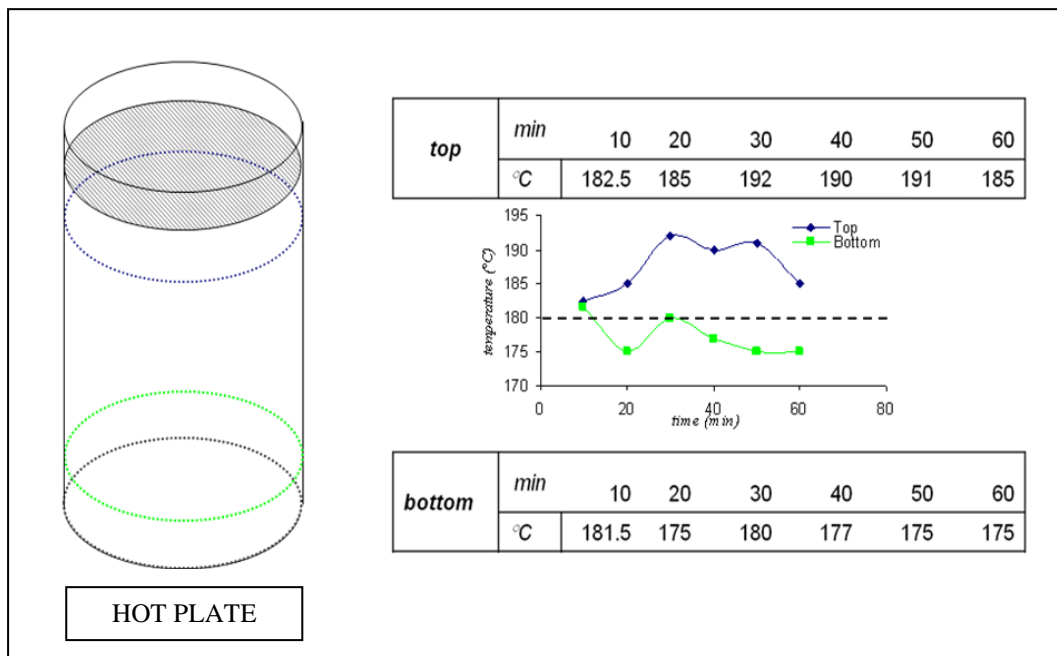 top
min 10 20 30 40 50 60
°C 182.5 185 192 190 191 185
195
190
185
180
175
170
temperature (°C)
0 20 40 60 80
time (min)
Top
Bottom
bottom
min 10 20 30 40 50 60
°C 181.5 175 180 177 175 175
HOT PLATE